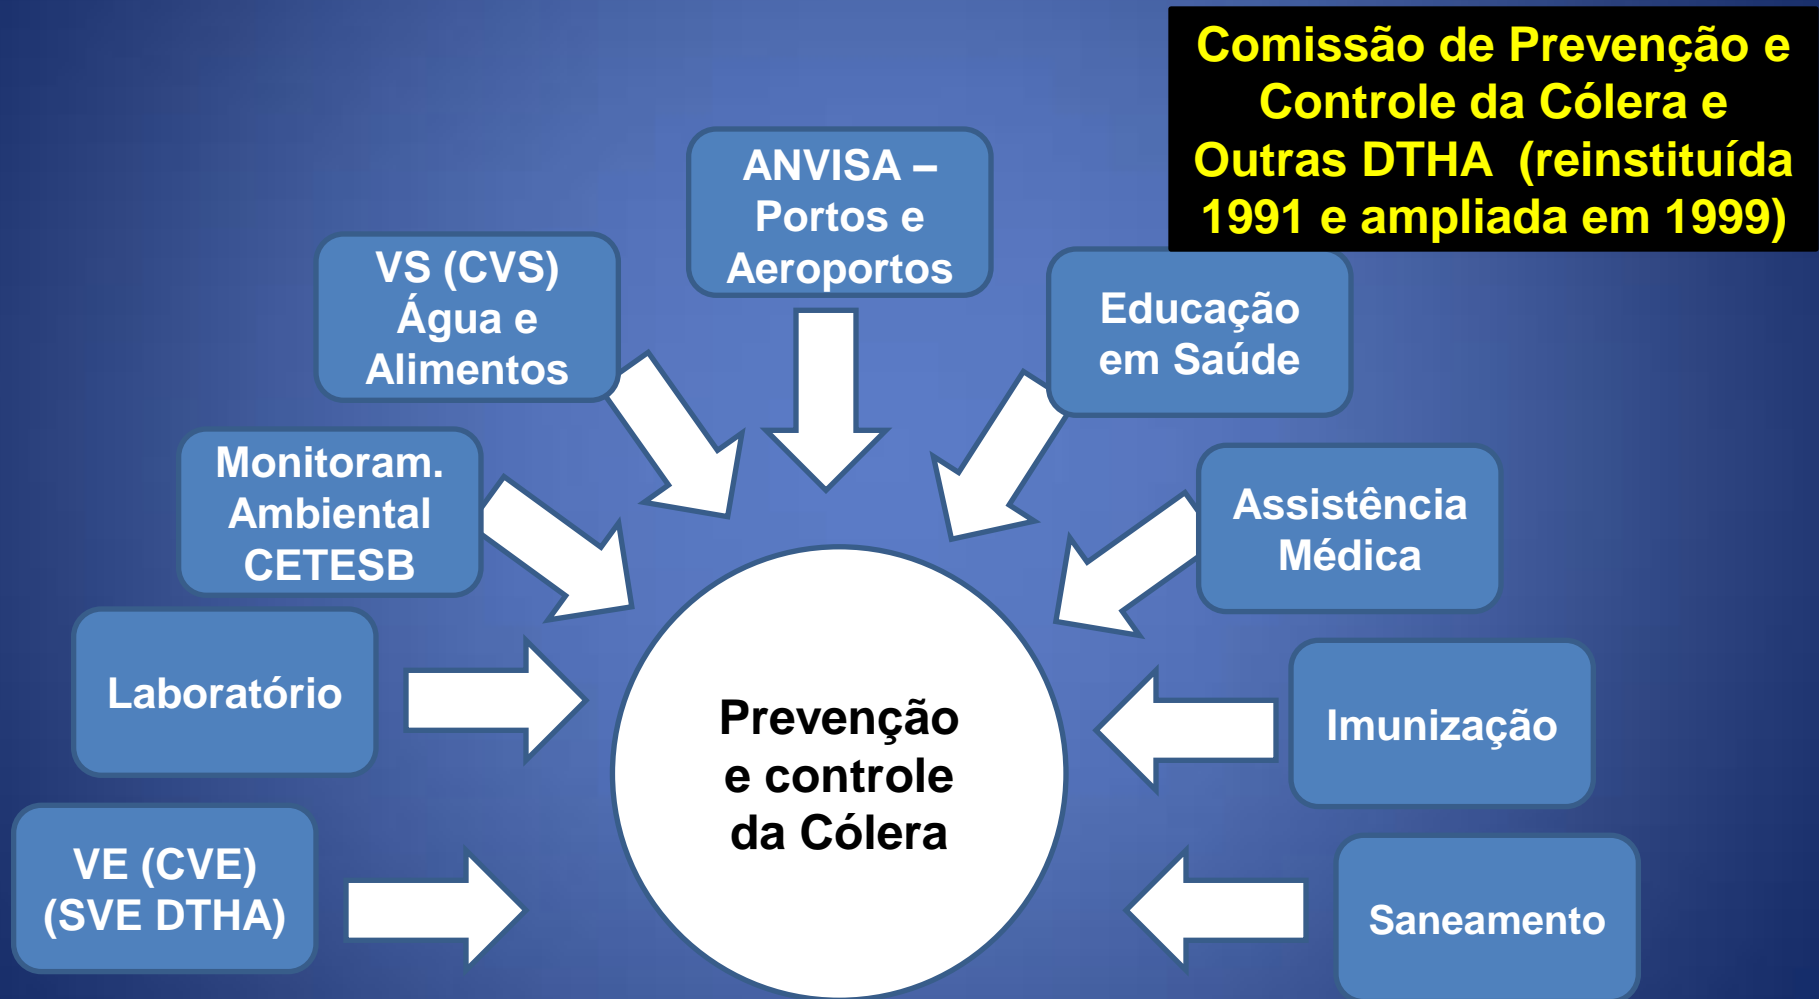 Comissão de Prevenção e
Controle da Cólera e
Outras DTHA (reinstituída
1991 e ampliada em 1999)
ANVISA –
Portos e
Aeroportos
VS (CVS)
Água e
Alimentos
Educação
em Saúde
Monitoram.
Ambiental
CETESB
Assistência
Médica
Laboratório
Imunização
Prevenção
e controle
da Cólera
VE (CVE)
(SVE DTHA)
Saneamento